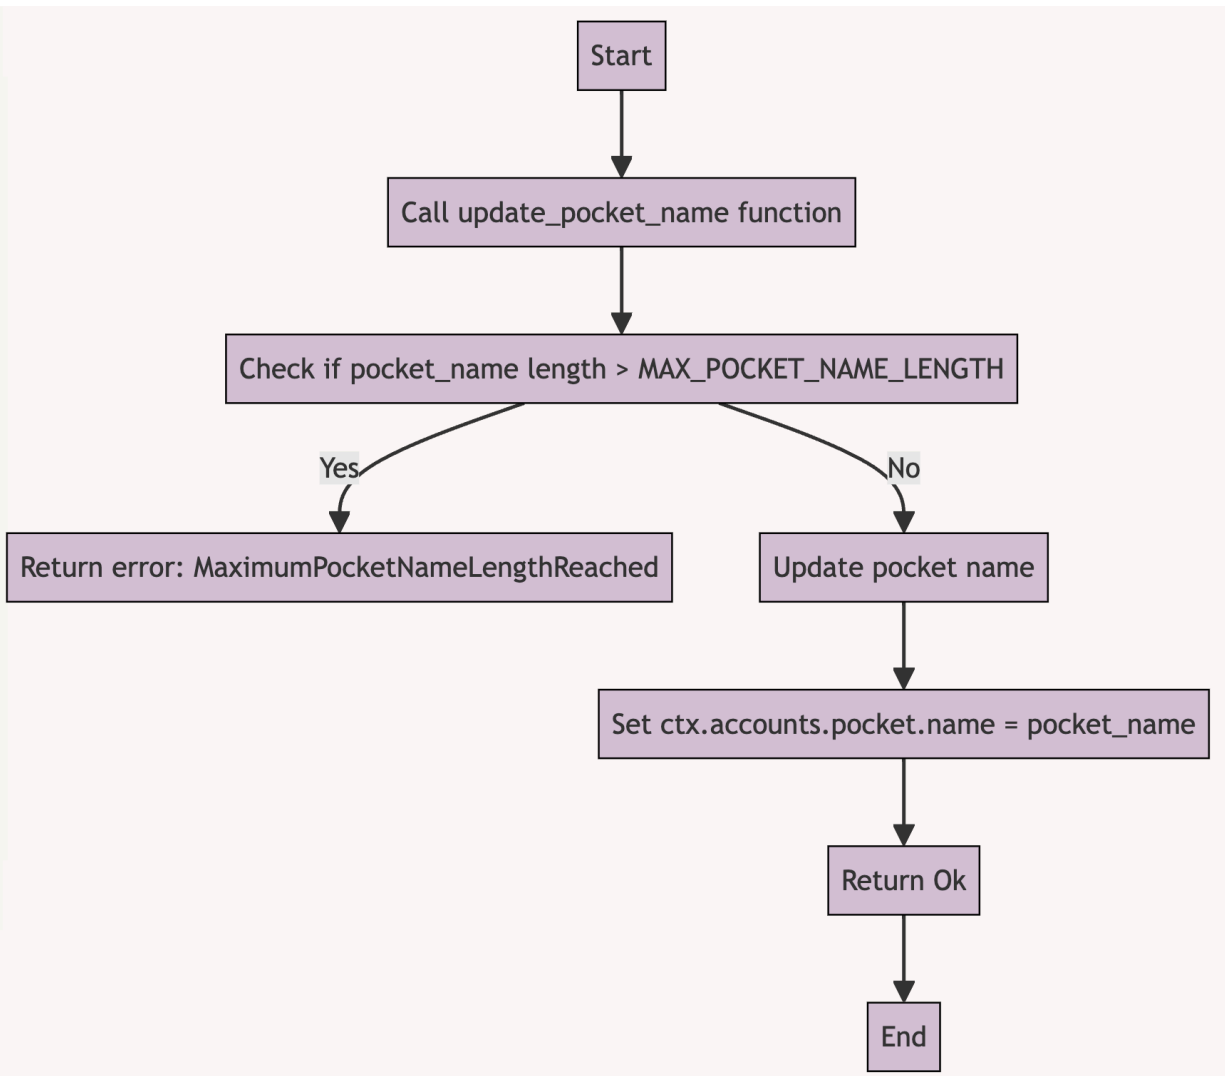 Start
Call update_pocket_name function
Check if pocket_name length > MAX_POCKET_NAME_LENGTH
Yes
No
Return error: MaximumPocketNameLengthReached
Update pocket name
Set ctx.accounts.pocket.name = pocket_name
Return Ok
End